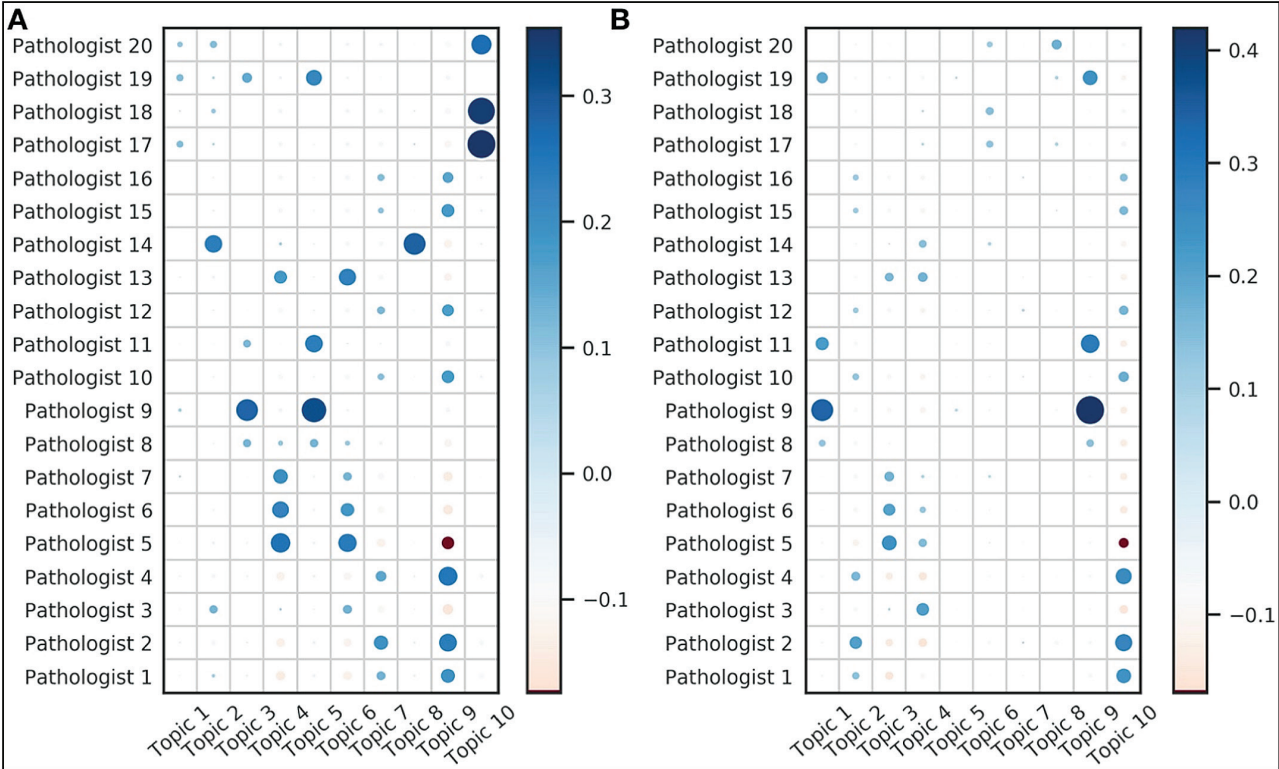 A
Pathologist 20
Pathologist 19
Pathologist 18
Pathologist 17
Pathologist 16
Pathologist 15
Pathologist 14
Pathologist 13
Pathologist 12
Pathologist 11
Pathologist 10
Pathologist 9
Pathologist 8
Pathologist 7
Pathologist 6
Pathologist 5
Pathologist 4
Pathologist 3
Pathologist 2
Pathologist 1
Topic 1
Topic 2
Topic 3
Topic 4
Topic 5
Topic 6
Topic 7
Topic 8
Topic 9
Topic 10
0.3
0.2
0.1
0.0
−0.1
B
Pathologist 20
Pathologist 19
Pathologist 18
Pathologist 17
Pathologist 16
Pathologist 15
Pathologist 14
Pathologist 13
Pathologist 12
Pathologist 11
Pathologist 10
Pathologist 9
Pathologist 8
Pathologist 7
Pathologist 6
Pathologist 5
Pathologist 4
Pathologist 3
Pathologist 2
Pathologist 1
Topic 1
Topic 2
Topic 3
Topic 4
Topic 5
Topic 6
Topic 7
Topic 8
Topic 9
Topic 10
0.4
0.3
0.2
0.1
0.0
−0.1